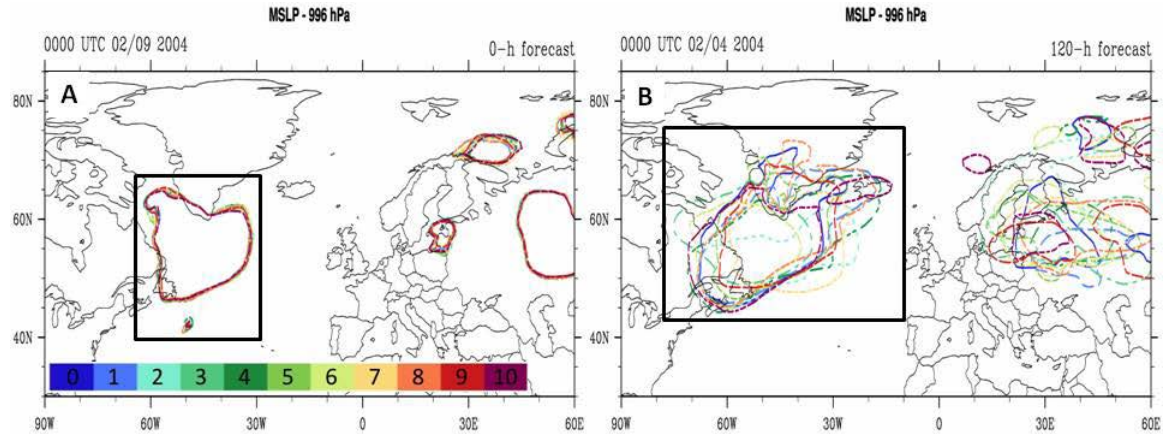 MSLP - 996 hPa
0000 UTC 02/09 2004 0-h forecast
A
80N
60N
40N
0 1 2 3 4 5 6 7 8 9 10
90W 60W 30W 0 30E 60E
MSLP - 996 hPa
0000 UTC 02/04 2004 120-h forecast
B
80N
60N
40N
90W 60W 30W 0 30E 60E